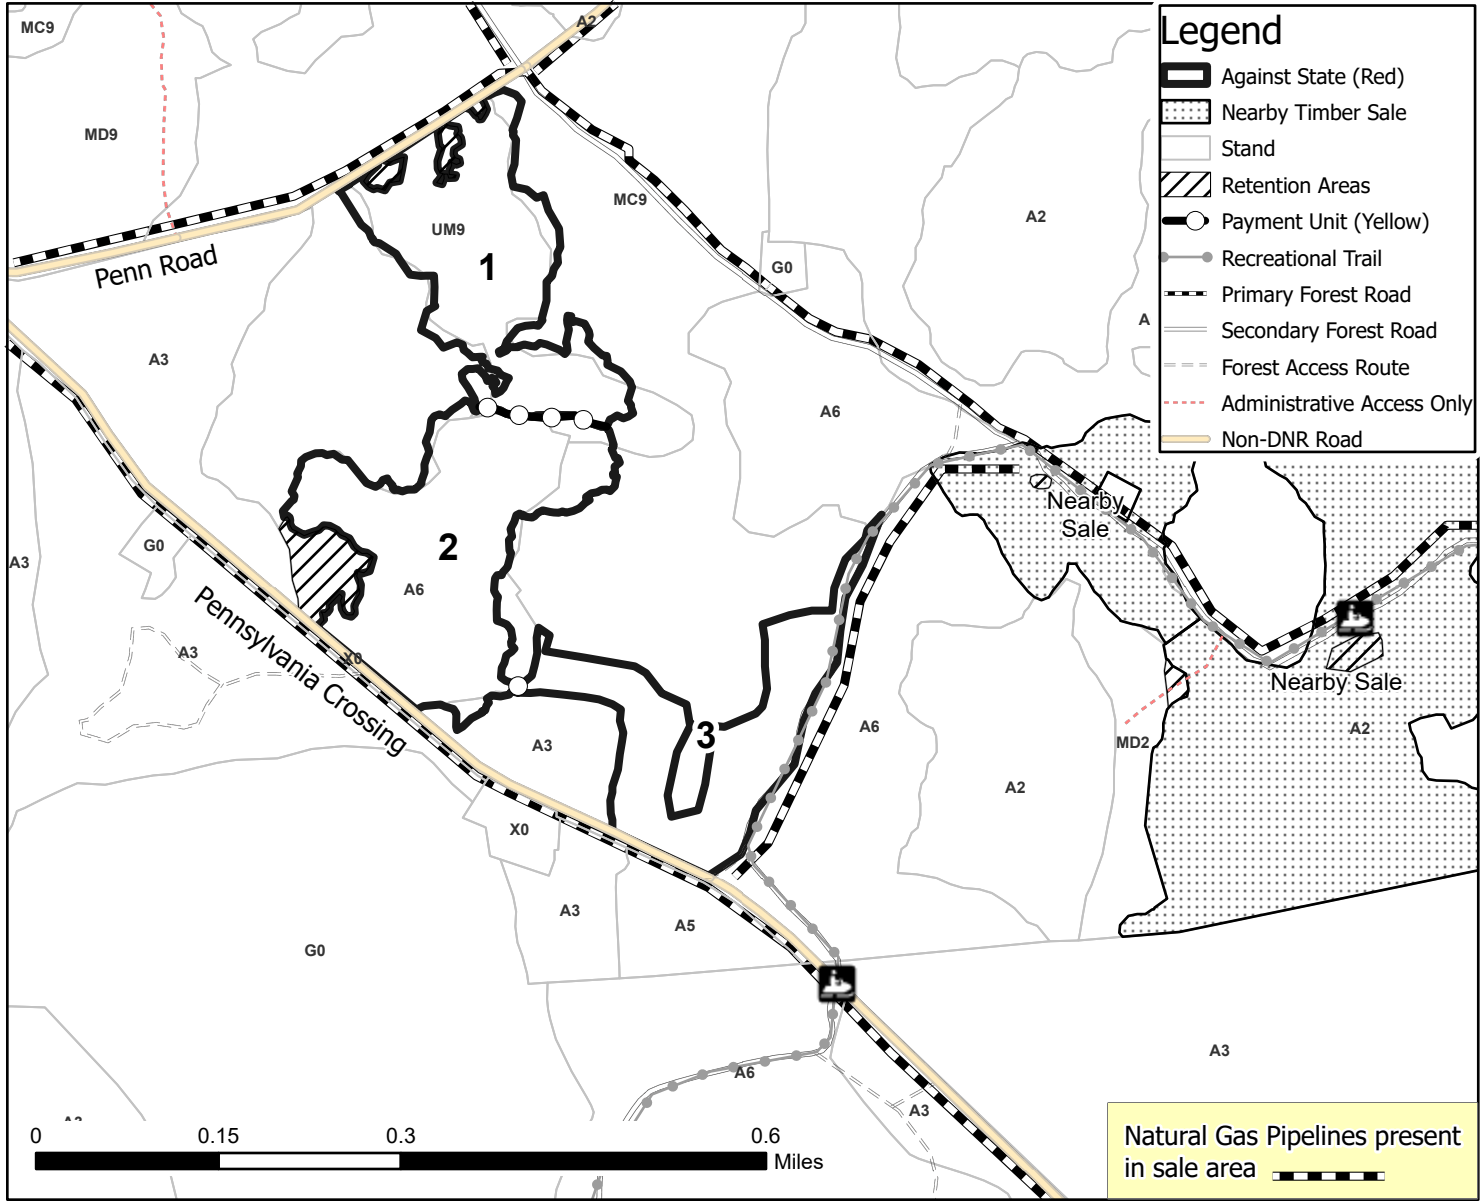 MC9
A2
MD9
MC9
UM9
1
Penn Road
G0
A2
A
A3
A6
A3
G0
2
A6
Nearby
Sale
Pennsylvania Crossing
A3
X0
Nearby Sale
A3
3
A6
MD2
A2
A2
X0
A3
A5
G0
A3
A6
A3
A3
Legend
Against State (Red)
Nearby Timber Sale
Stand
Retention Areas
Payment Unit (Yellow)
Recreational Trail
Primary Forest Road
Secondary Forest Road
Forest Access Route
Administrative Access Only
Non-DNR Road
0 0.15 0.3 0.6
Miles
Natural Gas Pipelines present
in sale area